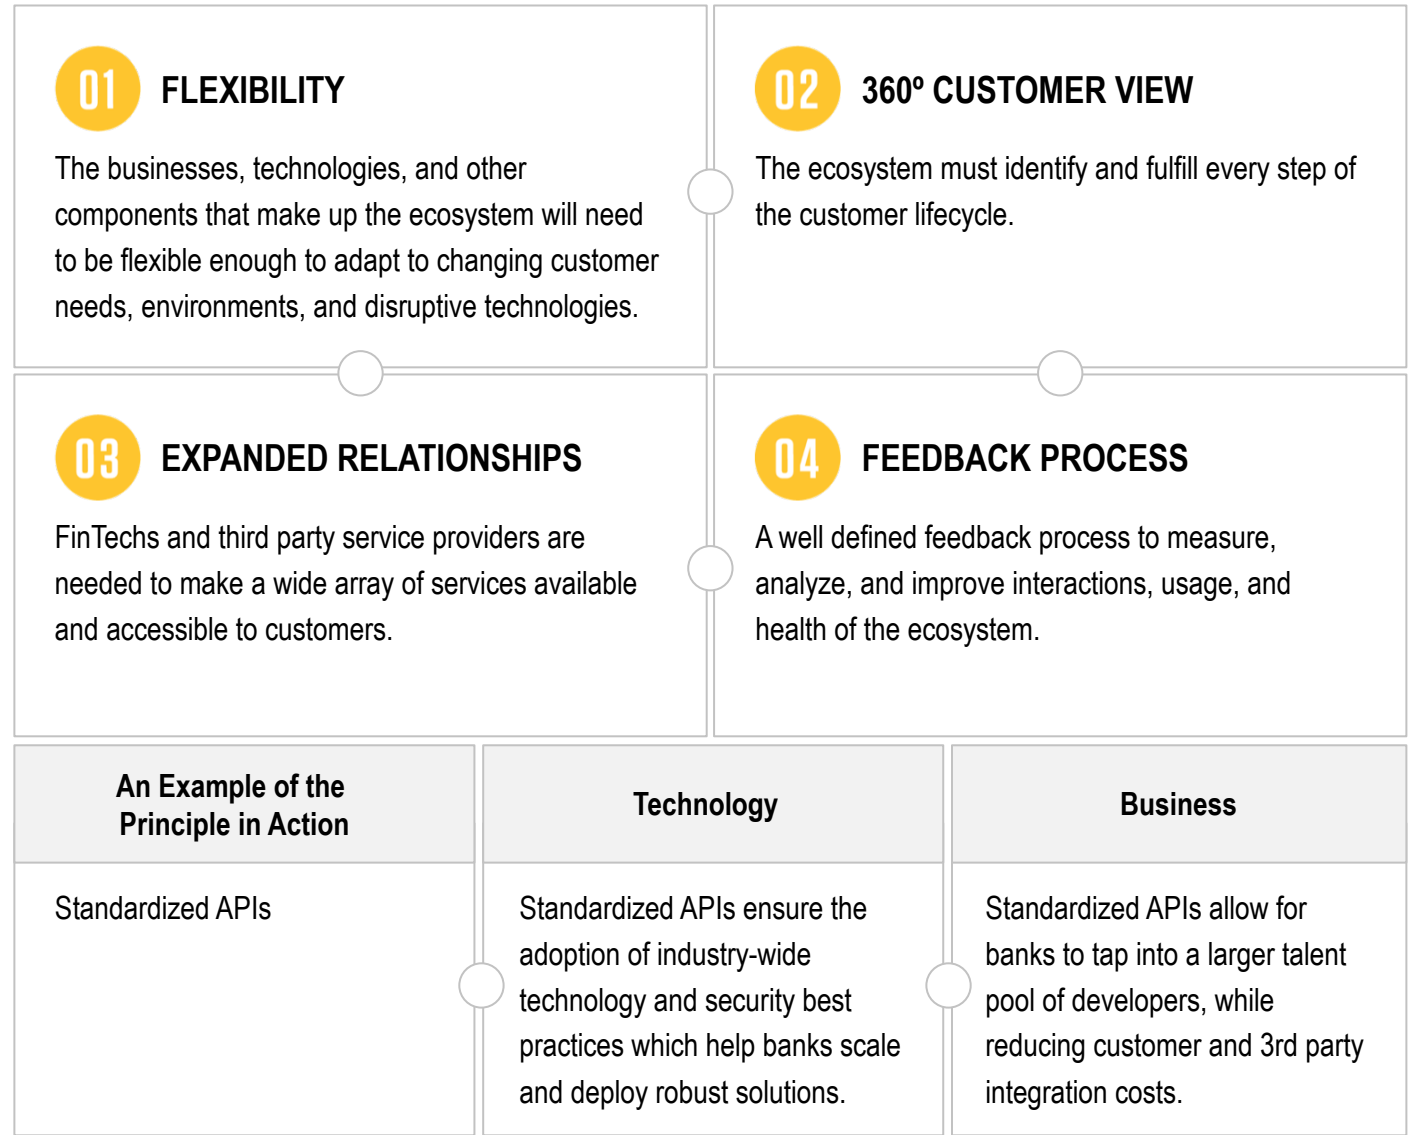 01 FLEXIBILITY
The businesses, technologies, and other
components that make up the ecosystem will need
to be flexible enough to adapt to changing customer
needs, environments, and disruptive technologies.
02 360º CUSTOMER VIEW
The ecosystem must identify and fulfill every step of
the customer lifecycle.
03 EXPANDED RELATIONSHIPS
FinTechs and third party service providers are
needed to make a wide array of services available
and accessible to customers.
04 FEEDBACK PROCESS
A well defined feedback process to measure,
analyze, and improve interactions, usage, and
health of the ecosystem.
An Example of the
Principle in Action
Technology
Business
Standardized APIs
Standardized APIs ensure the
adoption of industry-wide
technology and security best
practices which help banks scale
and deploy robust solutions.
Standardized APIs allow for
banks to tap into a larger talent
pool of developers, while
reducing customer and 3rd party
integration costs.